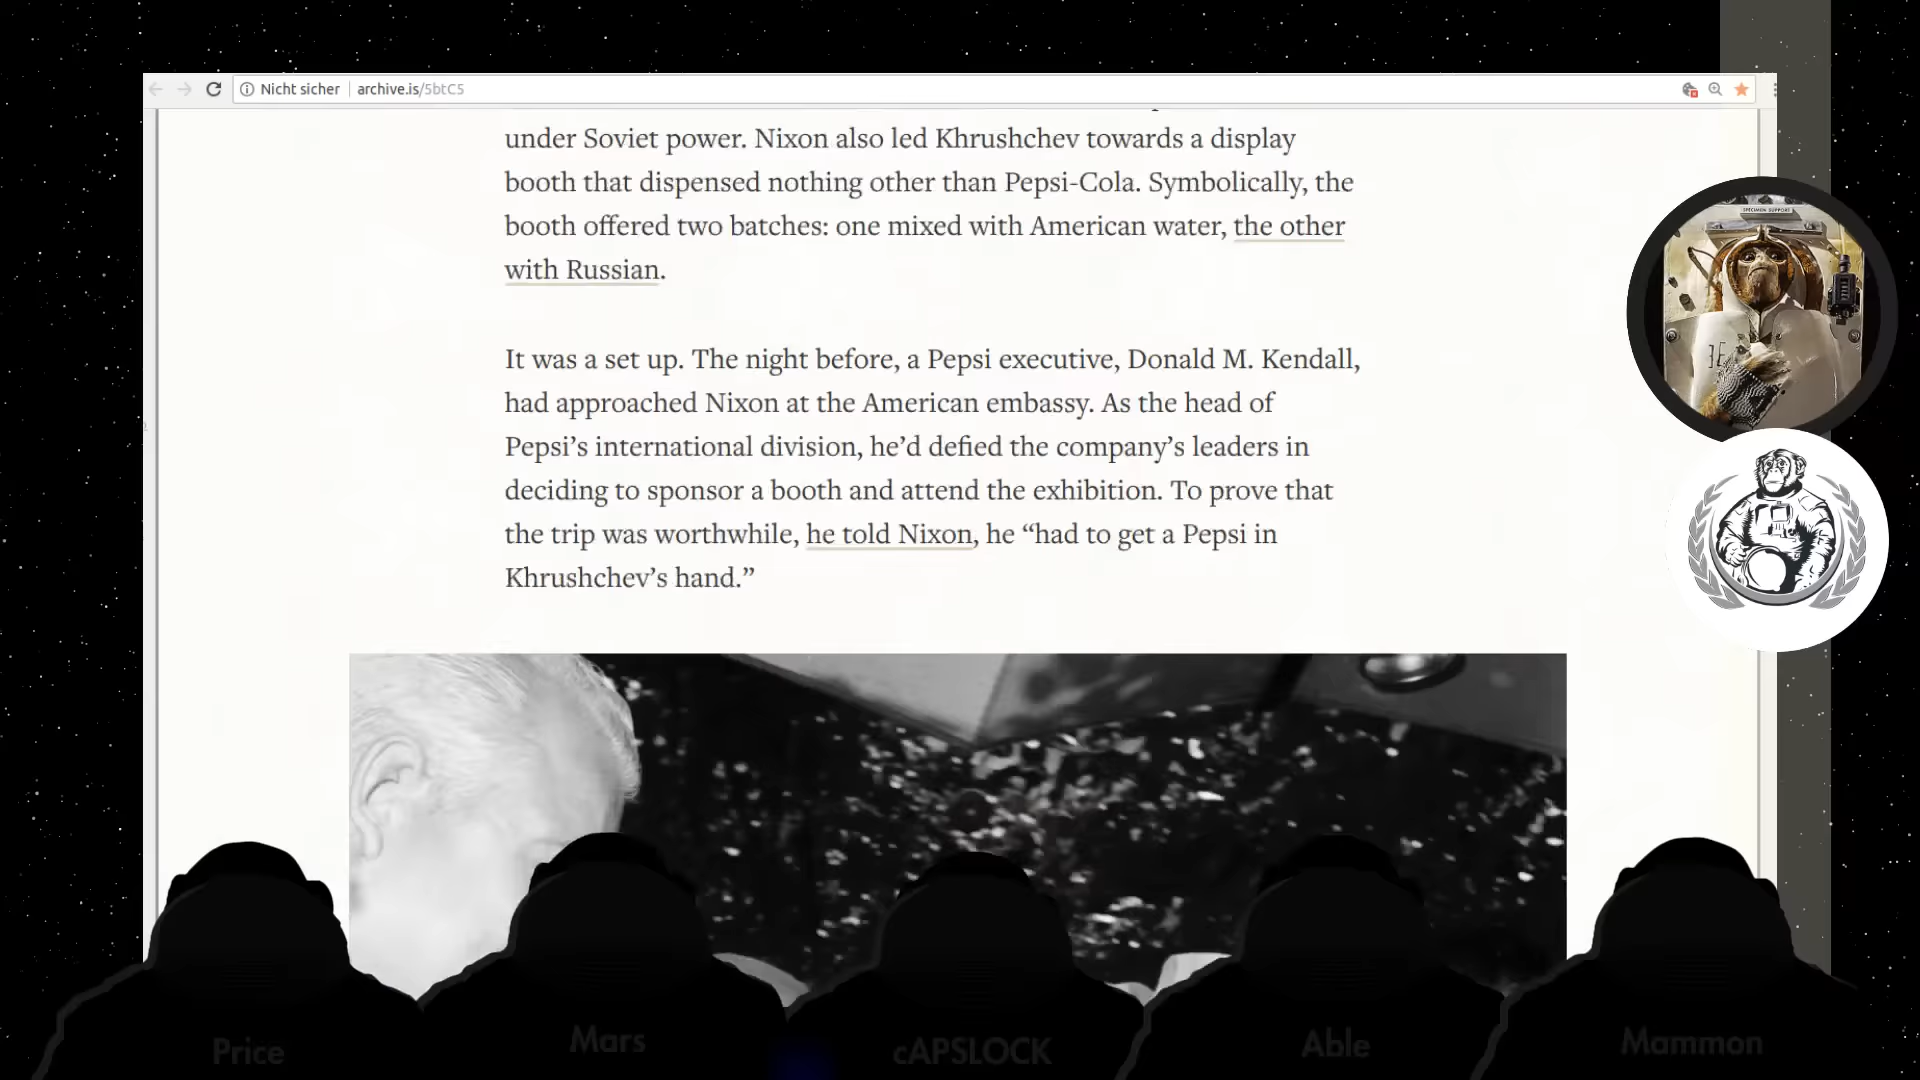 Nicht sicher archive.is/5btC5
under Soviet power. Nixon also led Khrushchev towards a display
booth that dispensed nothing other than Pepsi-Cola. Symbolically, the
booth offered two batches: one mixed with American water, the other
with Russian.
It was a set up. The night before, a Pepsi executive, Donald M. Kendall,
had approached Nixon at the American embassy. As the head of
Pepsi’s international division, he’d defied the company’s leaders in
deciding to sponsor a booth and attend the exhibition. To prove that
the trip was worthwhile, he told Nixon, he “had to get a Pepsi in
Khrushchev’s hand.”
SPECIMEN SUPPORT
Price
Mars
cAPSLOCK
Able
Mammon